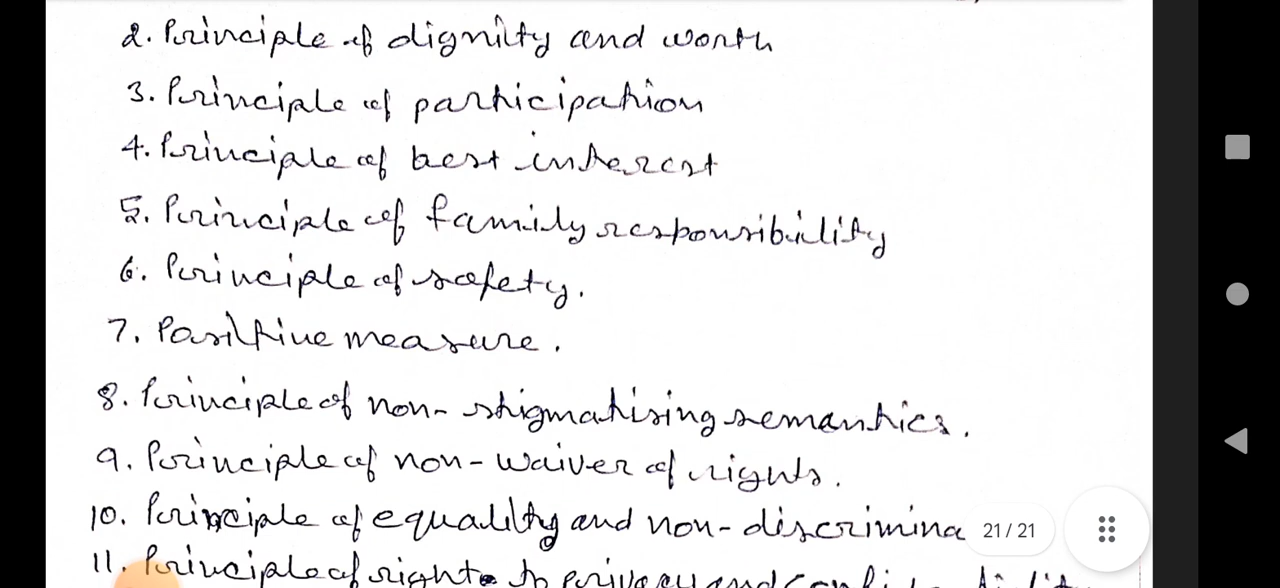 2. Principle of dignity and worth
3. Principle of participation
4. Principle of best interest
5. Principle of family responsibility
6. Principle of safety.
7. Positive measure.
8. Principle of non-stigmatising semantics.
9. Principle of non-waiver of rights.
10. Principle of equality and non-discrimina
21/21
11. Principle of right to privacy and